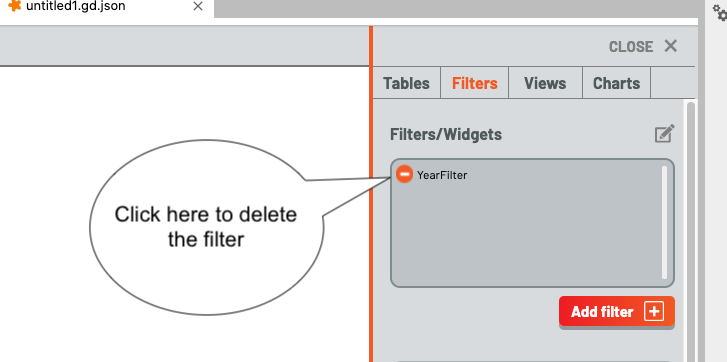 untitled1.gd.json
CLOSE
Tables Filters Views Charts
Filters/Widgets
YearFilter
Click here to delete
the filter
Add filter